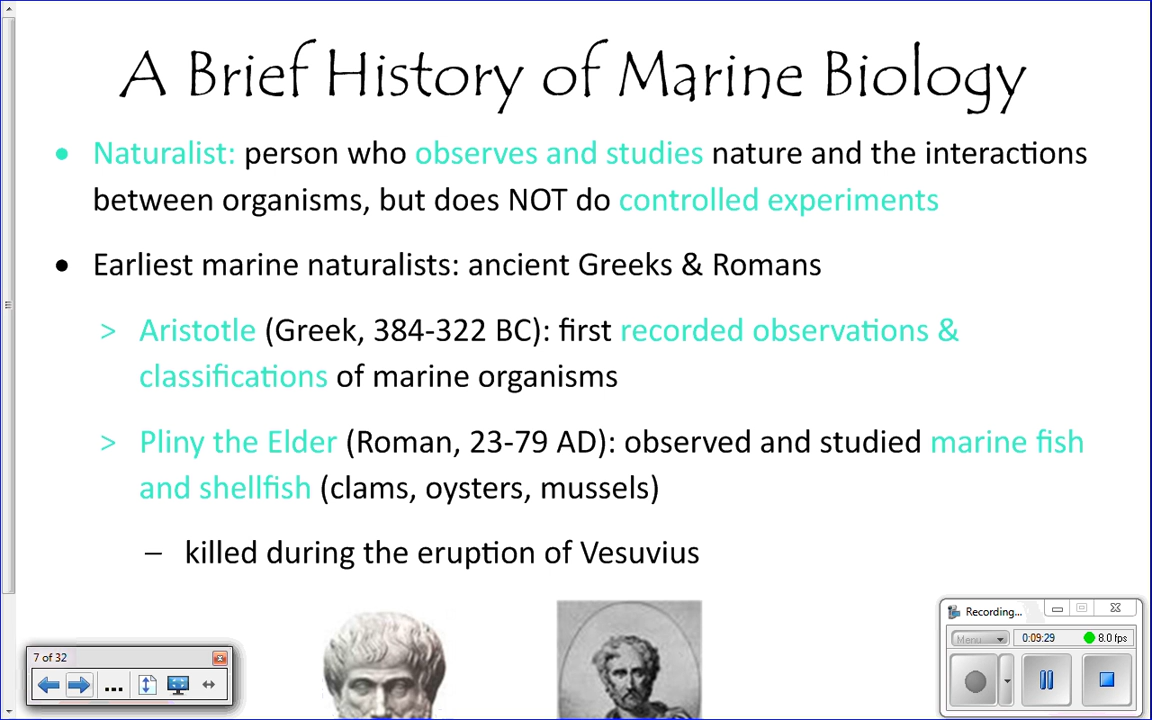 A Brief History of Marine Biology
• Naturalist: person who observes and studies nature and the interactions
between organisms, but does NOT do controlled experiments
• Earliest marine naturalists: ancient Greeks & Romans
> Aristotle (Greek, 384-322 BC): first recorded observations &
classifications of marine organisms
> Pliny the Elder (Roman, 23-79 AD): observed and studied marine fish
and shellfish (clams, oysters, mussels)
– killed during the eruption of Vesuvius
Recording...
Menu 0:09:29 8.0 fps
7 of 32
...